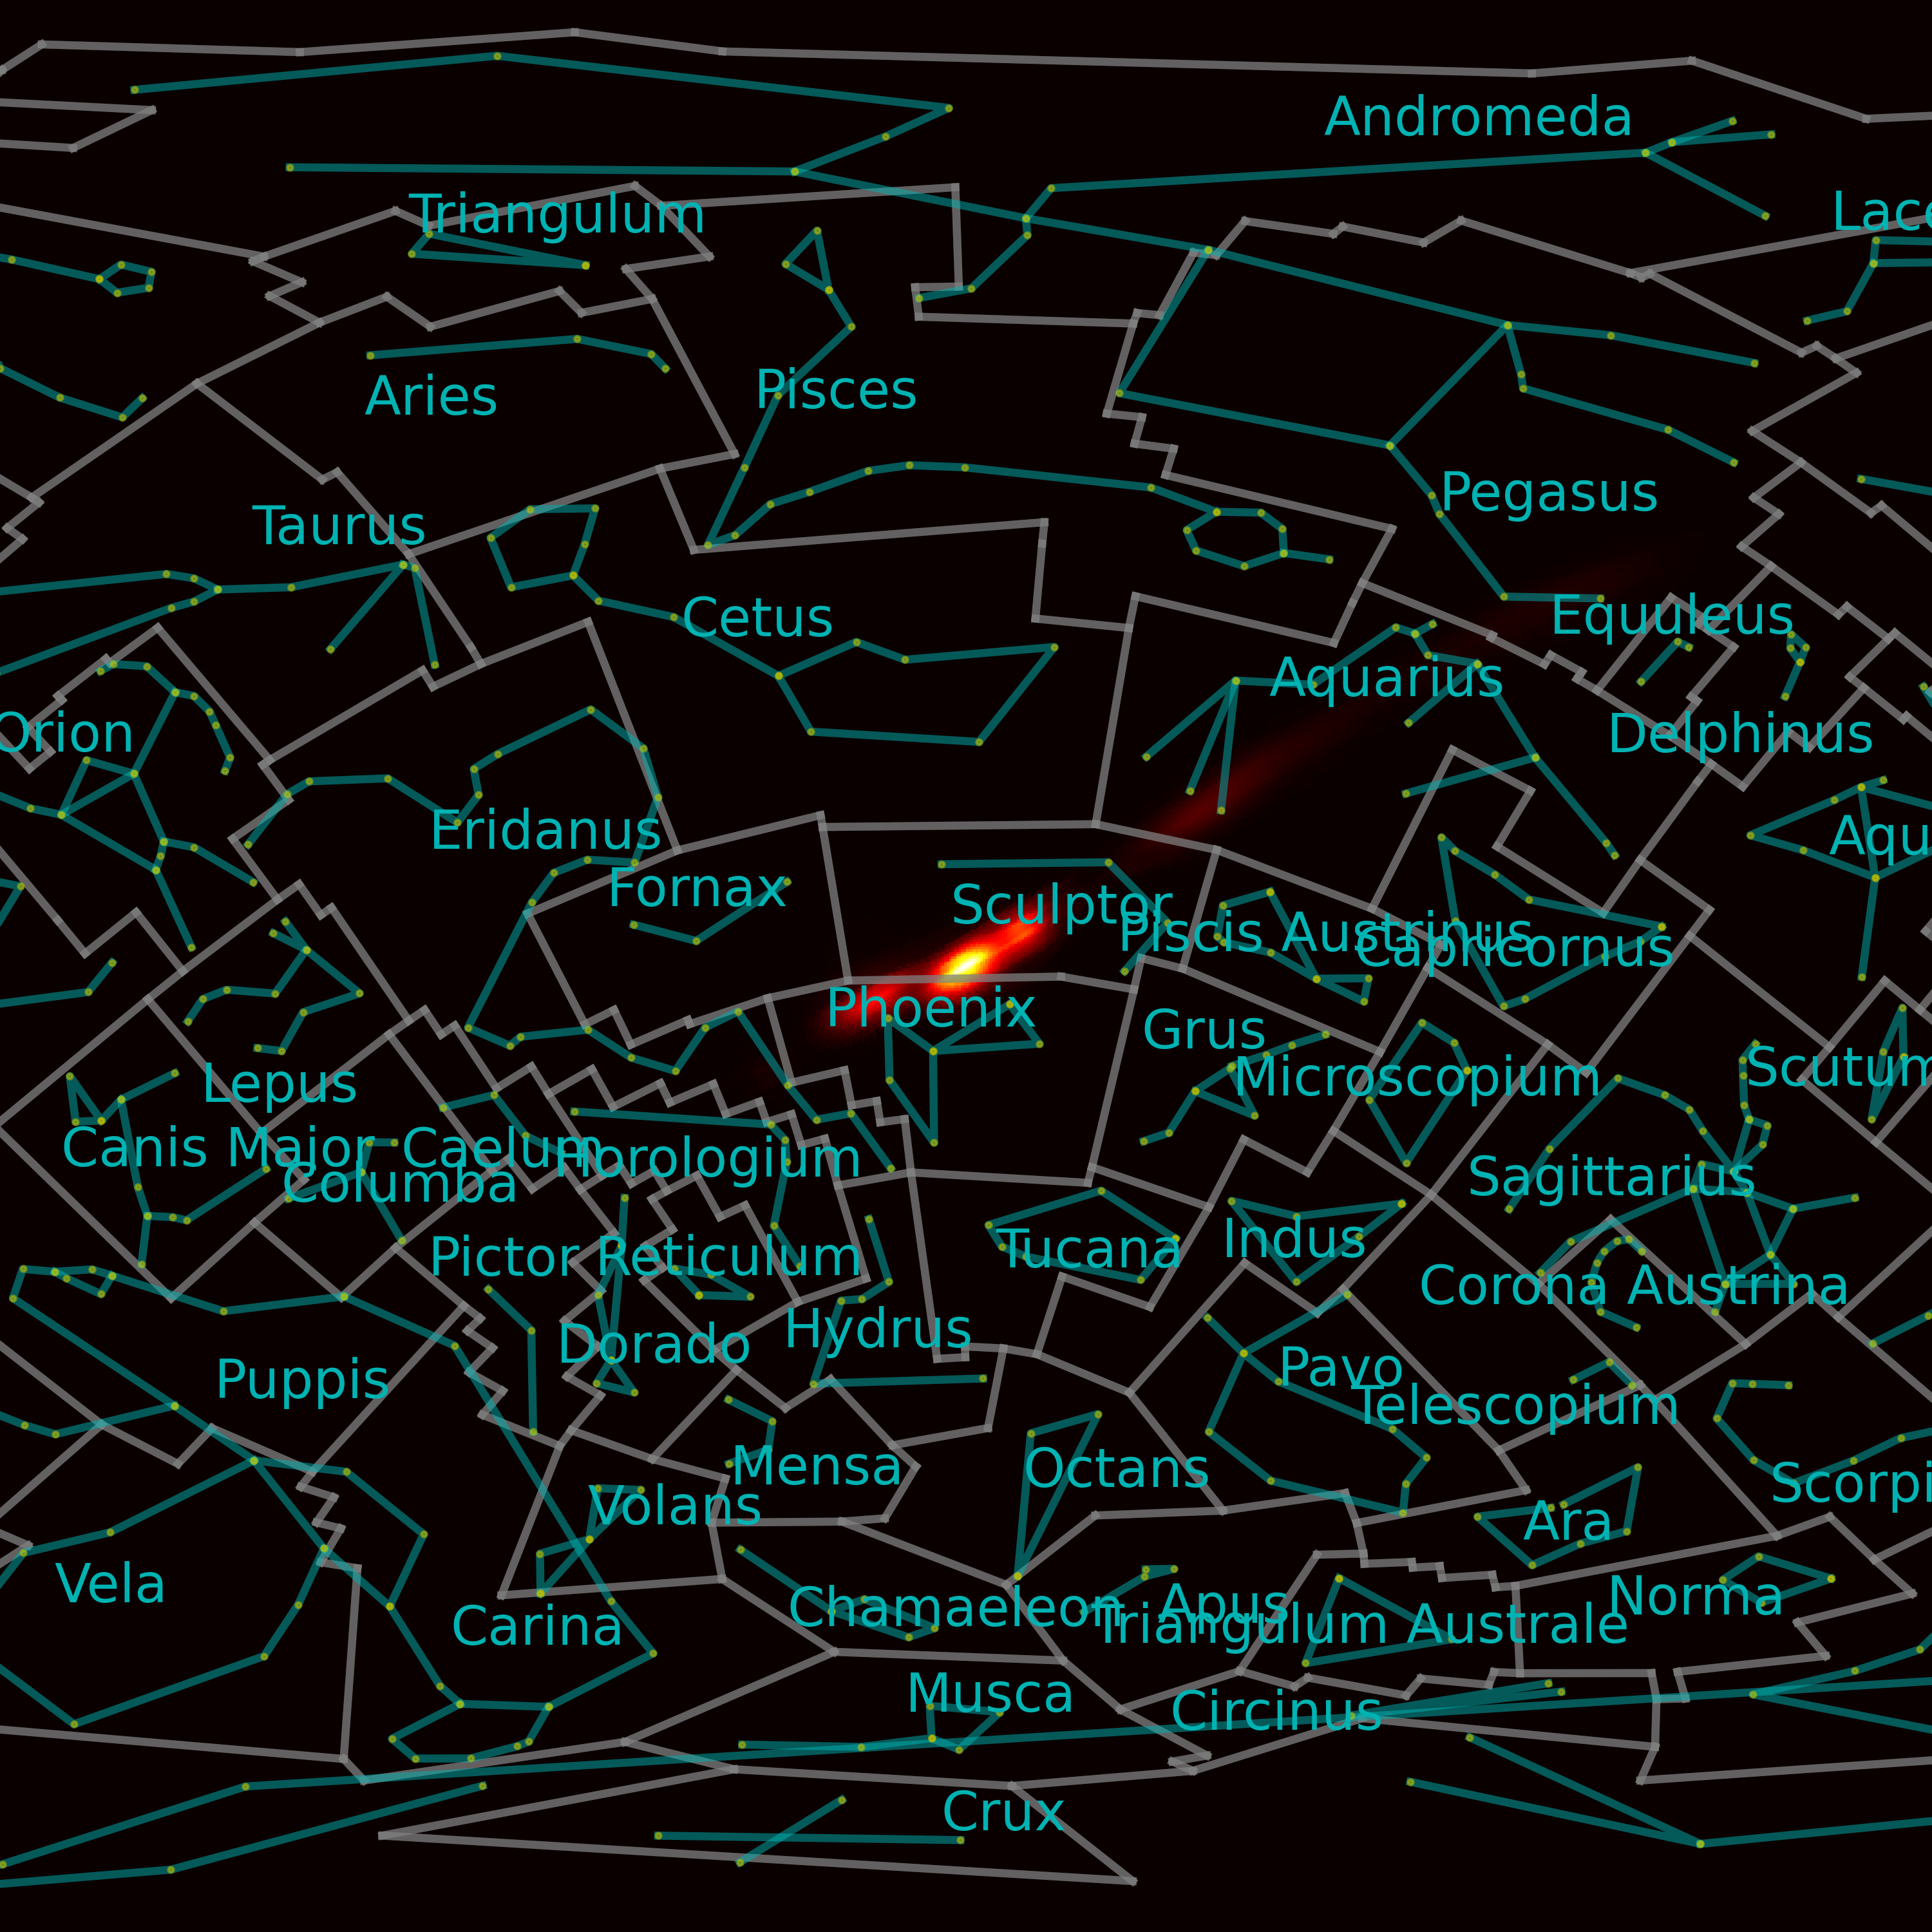 Andromeda
Triangulum
Lace
Aries
Pisces
Pegasus
Taurus
Cetus
Equuleus
Aquarius
Orion
Delphinus
Eridanus
Aqu
Fornax
Sculptor
Piscis Austrinus
Capricornus
Phoenix
Grus
Lepus
Microscopium
Scutum
Canis Major
Caelum
Horologium
Columba
Sagittarius
Pictor
Reticulum
Tucana
Indus
Corona Austrina
Dorado
Hydrus
Puppis
Pavo
Telescopium
Mensa
Octans
Volans
Scorpi
Ara
Vela
Carina
Chamaeleon
Apus
Triangulum Australe
Norma
Musca
Circinus
Crux